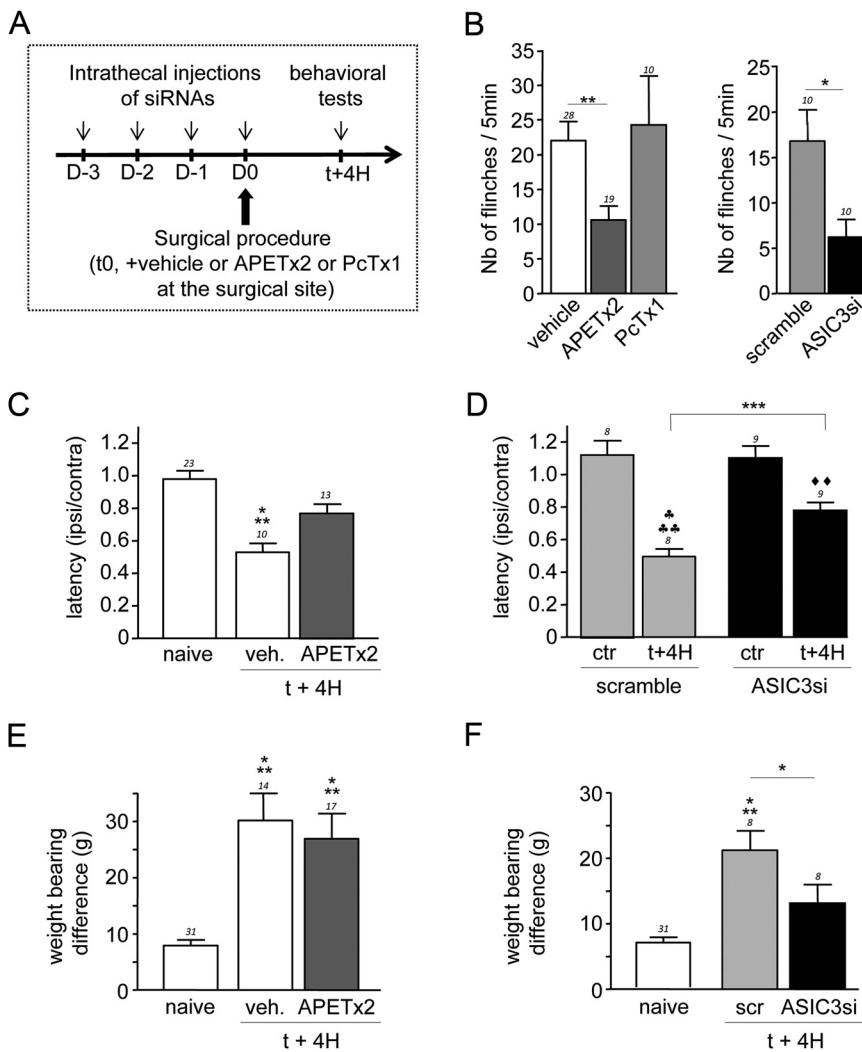 A
Intrathecal injections
of siRNAs
behavioral
tests
D-3 D-2 D-1 D0 t+4H
Surgical procedure
(t0, +vehicle or APETx2 or PcTx1
at the surgical site)
B
Nb of flinches / 5min
35
30
25
20
15
10
5
0
28
**
19
10
vehicle
APETx2
PcTx1
Nb of flinches / 5min
25
20
15
10
5
0
*
10
10
scramble
ASIC3si
C
latency (ipsi/contra)
1.2
1.0
0.8
0.6
0.4
0.2
0
23
*
**
10
13
naive veh. APETx2
t + 4H
D
latency (ipsi/contra)
1.2
1.0
0.8
0.6
0.4
1.2
0
***
8
♣
♣♣
8
9
♦♦
9
ctr t+4H ctr t+4H
scramble ASIC3si
E
weight bearing
difference (g)
30
20
10
0
31
*
**
14
*
**
17
naive veh. APETx2
t + 4H
F
weight bearing
difference (g)
30
20
10
0
31
*
**
8
*
8
naive scr ASIC3si
t + 4H